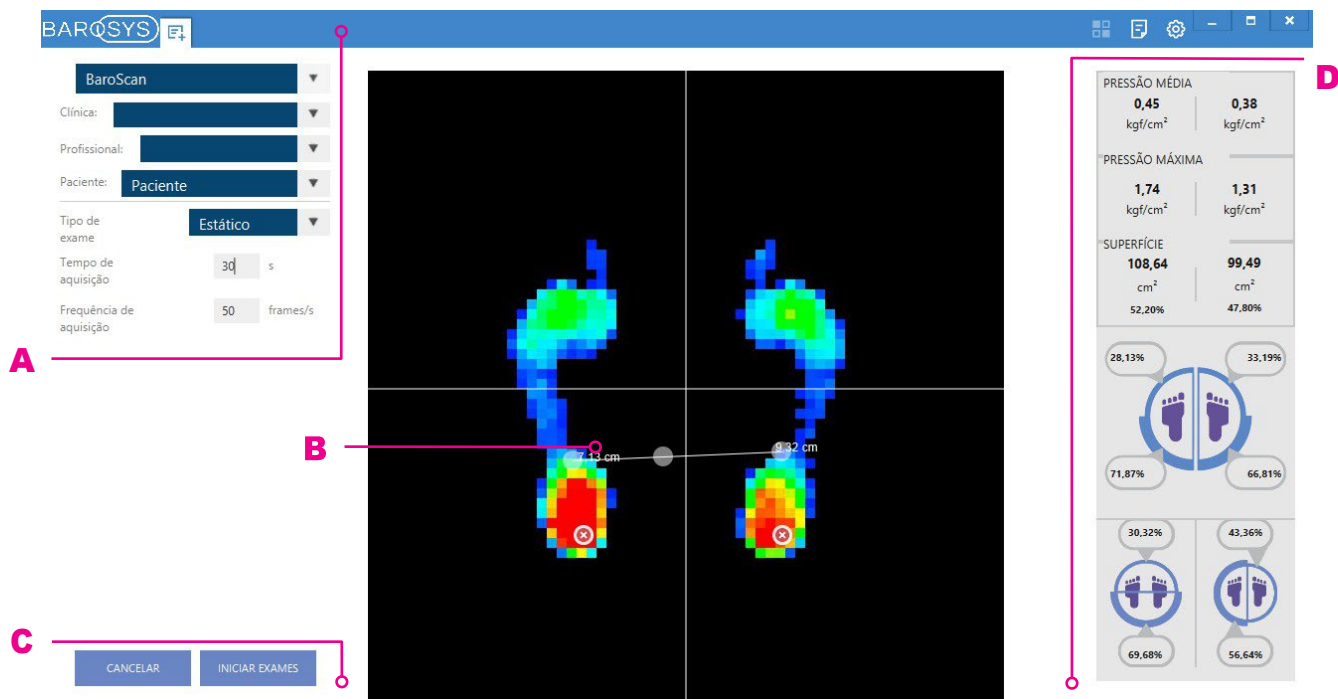 BAROSYS
BaroScan
Clínica:
Profissional:
Paciente: Paciente
Tipo de
exame
Estático
Tempo de
aquisição
30 s
Frequência de
aquisição
50 frames/s
A
B
7,13 cm
9,32 cm
C
CANCELAR
INICIAR EXAMES
D
PRESSÃO MÉDIA
0,45 0,38
kgf/cm² kgf/cm²
PRESSÃO MÁXIMA
1,74 1,31
kgf/cm² kgf/cm²
SUPERFÍCIE
108,64 99,49
cm² cm²
52,20% 47,80%
28,13% 33,19%
71,87% 66,81%
30,32% 43,36%
69,68% 56,64%